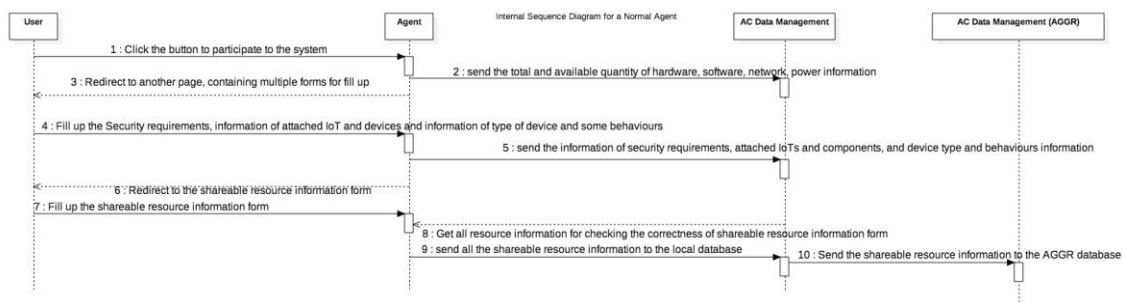 Internal Sequence Diagram for a Normal Agent
User
Agent
AC Data Management
AC Data Management (AGGR)
1 : Click the button to participate to the system
2 : send the total and available quantity of hardware, software, network, power information
3 : Redirect to another page, containing multiple forms for fill up
4 : Fill up the Security requirements, information of attached IoT and devices and information of type of device and some behaviours
5 : send the information of security requirements, attached IoTs and components, and device type and behaviours information
6 : Redirect to the shareable resource information form
7 : Fill up the shareable resource information form
8 : Get all resource information for checking the correctness of shareable resource information form
9 : send all the shareable resource information to the local database
10 : Send the shareable resource information to the AGGR database